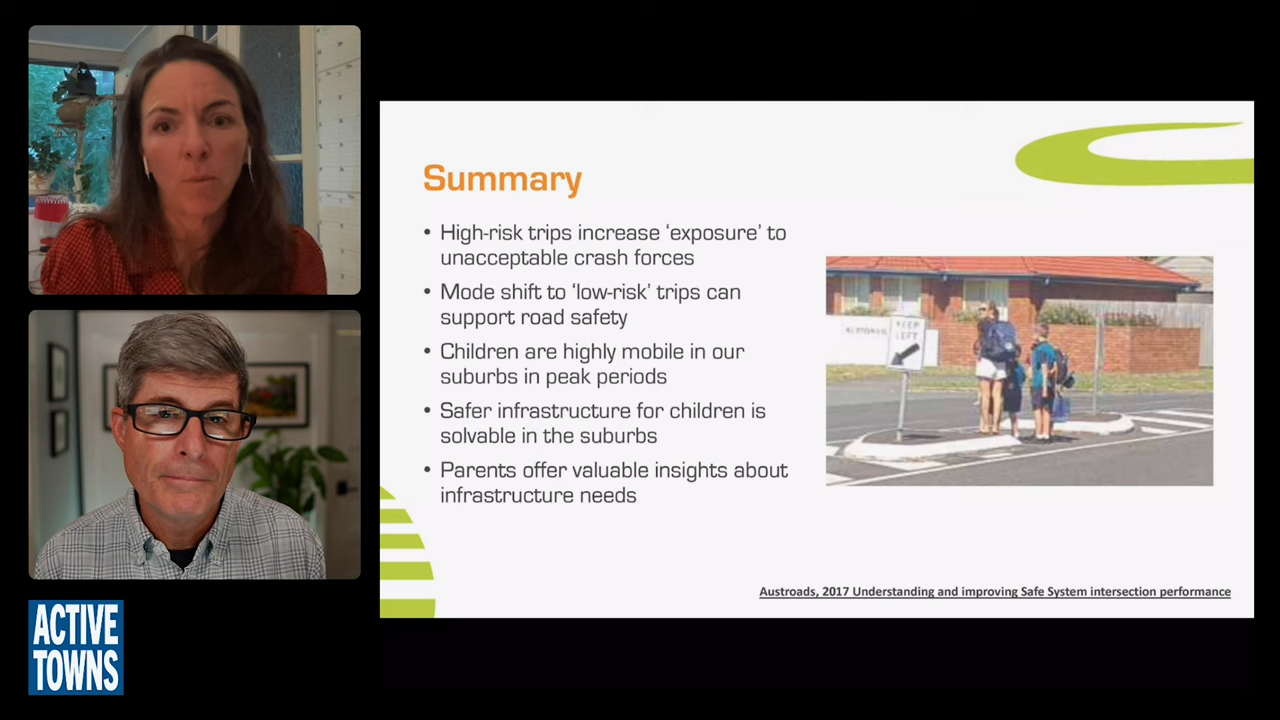 Summary
• High-risk trips increase ‘exposure’ to
unacceptable crash forces
• Mode shift to ‘low-risk’ trips can
support road safety
• Children are highly mobile in our
suburbs in peak periods
• Safer infrastructure for children is
solvable in the suburbs
• Parents offer valuable insights about
infrastructure needs
KEEP
LEFT
Austroads, 2017 Understanding and improving Safe System intersection performance
ACTIVE
TOWNS